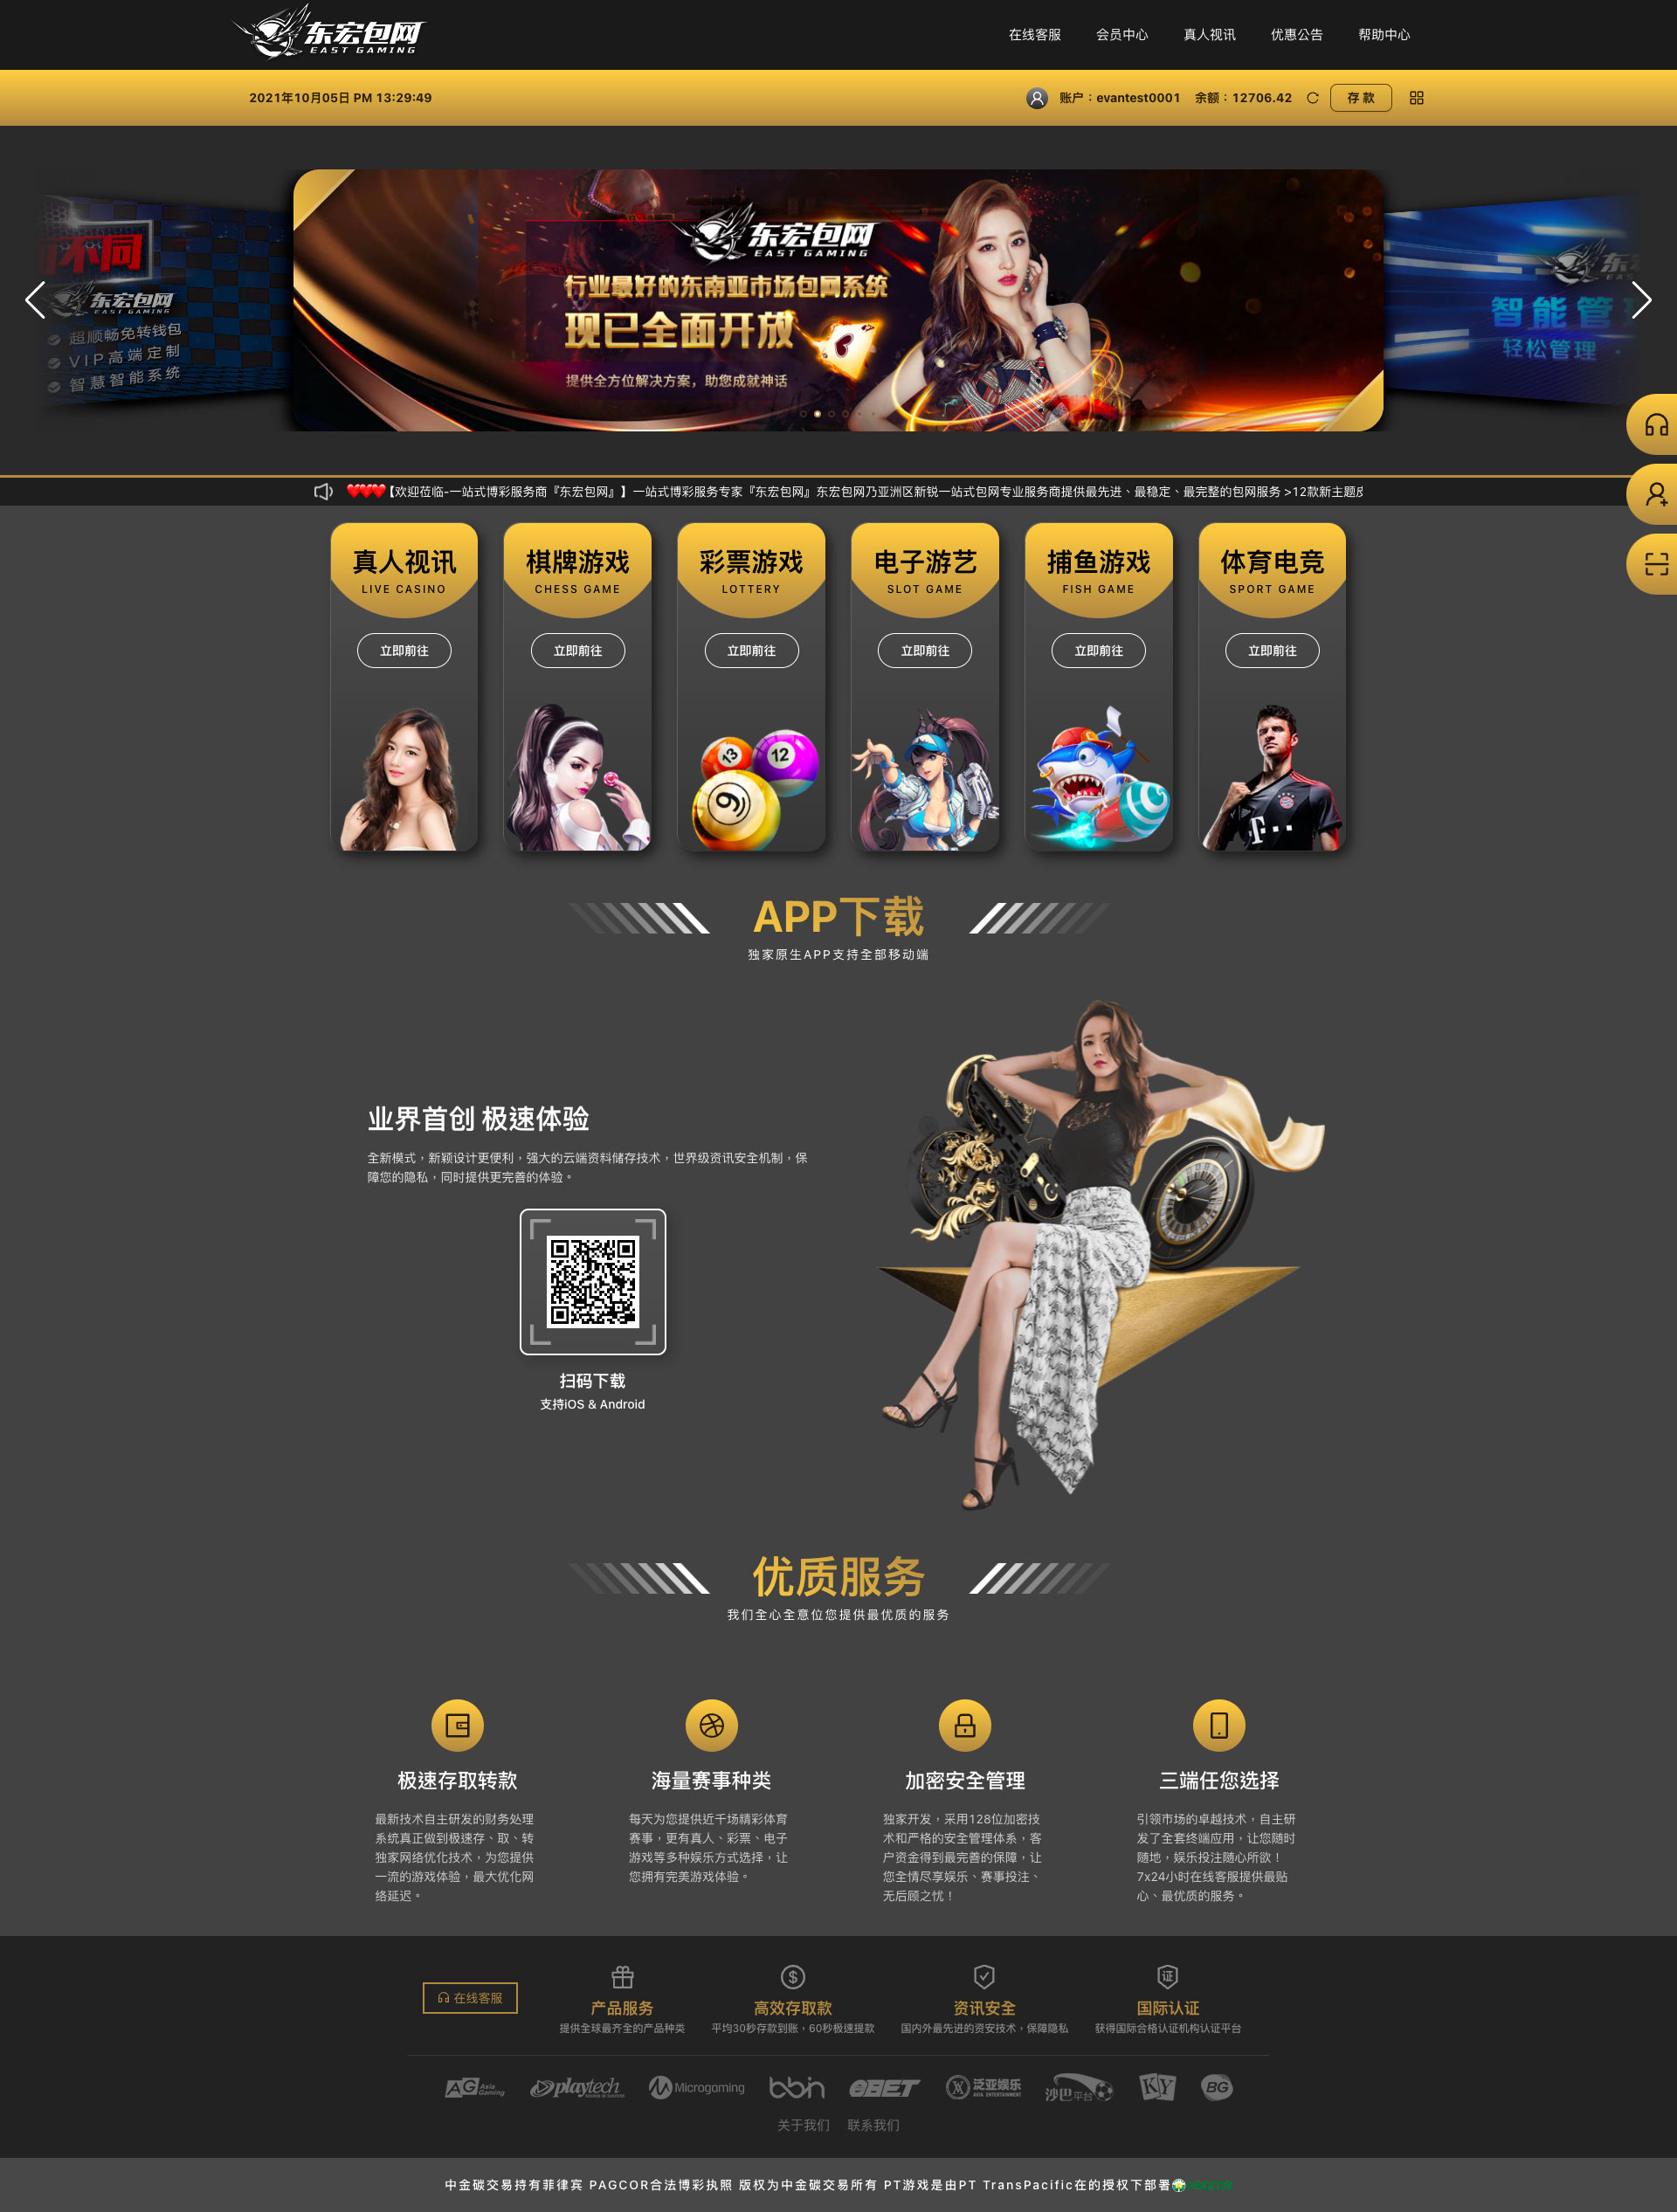 东宏包网
EAST GAMING
在线客服 会员中心 真人视讯 优惠公告 帮助中心
2021年10月05日 PM 13:29:49
账户：evantest0001 余额：12706.42 存 款
不同
东宏包网
EAST GAMING
超顺畅免转钱包
VIP高端定制
智慧智能系统
东宏包网
EAST GAMING
行业最好的东南亚市场包网系统
现已全面开放
提供全方位解决方案，助您成就神话
智能管
轻松管理
【欢迎莅临-一站式博彩服务商『东宏包网』】一站式博彩服务专家『东宏包网』东宏包网乃亚洲区新锐一站式包网专业服务商提供最先进、最稳定、最完整的包网服务 >12款新主题
真人视讯 棋牌游戏 彩票游戏 电子游艺 捕鱼游戏 体育电竞
LIVE CASINO CHESS GAME LOTTERY SLOT GAME FISH GAME SPORT GAME
立即前往 立即前往 立即前往 立即前往 立即前往 立即前往
13 12 9
APP下载
独家原生APP支持全部移动端
业界首创 极速体验
全新模式，新颖设计更便利，强大的云端资料储存技术，世界级资讯安全机制，保
障您的隐私，同时提供更完善的体验。
扫码下载
支持iOS & Android
优质服务
我们全心全意位您提供最优质的服务
极速存取转款
最新技术自主研发的财务处理
系统真正做到极速存、取、转
独家网络优化技术，为您提供
一流的游戏体验，最大优化网
络延迟。
海量赛事种类
每天为您提供近千场精彩体育
赛事，更有真人、彩票、电子
游戏等多种娱乐方式选择，让
您拥有完美游戏体验。
加密安全管理
独家开发，采用128位加密技
术和严格的安全管理体系，客
户资金得到最完善的保障，让
您全情尽享娱乐、赛事投注、
无后顾之忧！
三端任您选择
引领市场的卓越技术，自主研
发了全套终端应用，让您随时
随地，娱乐投注随心所欲！
7x24小时在线客服提供最贴
心、最优质的服务。
在线客服
产品服务
提供全球最齐全的产品种类
高效存取款
平均30秒存款到账，60秒极速提款
资讯安全
国内外最先进的资安技术，保障隐私
证
国际认证
获得国际合格认证机构认证平台
AG Asia Gaming playtech Microgaming bbin eBET 泛亚娱乐 ASIA ENTERTAINMENT 沙巴平台 KY BG
关于我们 联系我们
中金碳交易持有菲律宾 PAGCOR合法博彩执照 版权为中金碳交易所有 PT游戏是由PT TransPacific在的授权下部署 PAGCOR